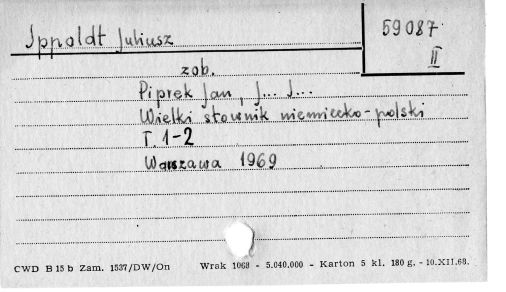 Ippoldt Juliusz
59087
II
zob.
Piprek Jan, J... J...
Wielki słownik niemiecko-polski
T. 1-2
Warszawa 1969
CWD B 15 b Zam. 1537/DW/On Wrak 1068 - 5.040.000 - Karton 5 kl. 180 g. - 10.XII.68.